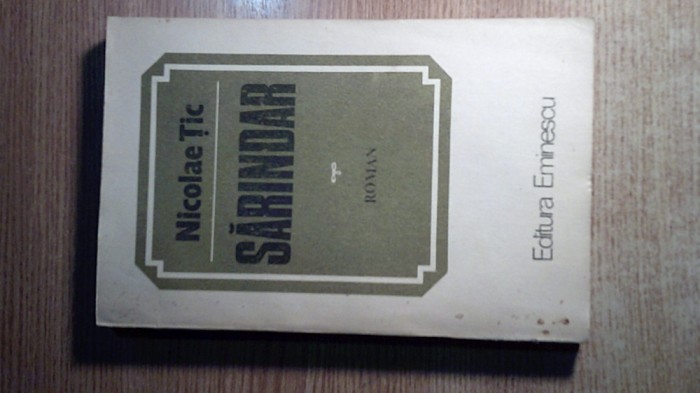 Nicolae Țic
SĂRINDAR
ROMAN
Editura Eminescu